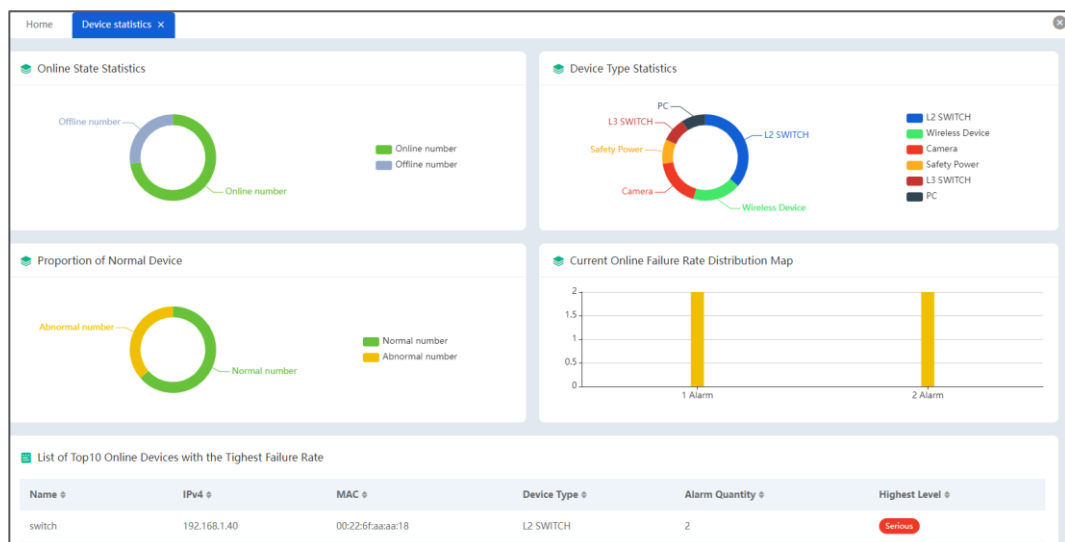 Home Device statistics ×
Online State Statistics
Offline number
Online number
Online number
Offline number
Device Type Statistics
PC
L3 SWITCH
L2 SWITCH
Safety Power
Camera
Wireless Device
L2 SWITCH
Wireless Device
Camera
Safety Power
L3 SWITCH
PC
Proportion of Normal Device
Abnormal number
Normal number
Normal number
Abnormal number
Current Online Failure Rate Distribution Map
2
1.5
1
0.5
0
1 Alarm 2 Alarm
List of Top10 Online Devices with the Tighest Failure Rate
Name IPv4 MAC Device Type Alarm Quantity Highest Level
switch 192.168.1.40 00:22:6f:aa:aa:18 L2 SWITCH 2 Serious